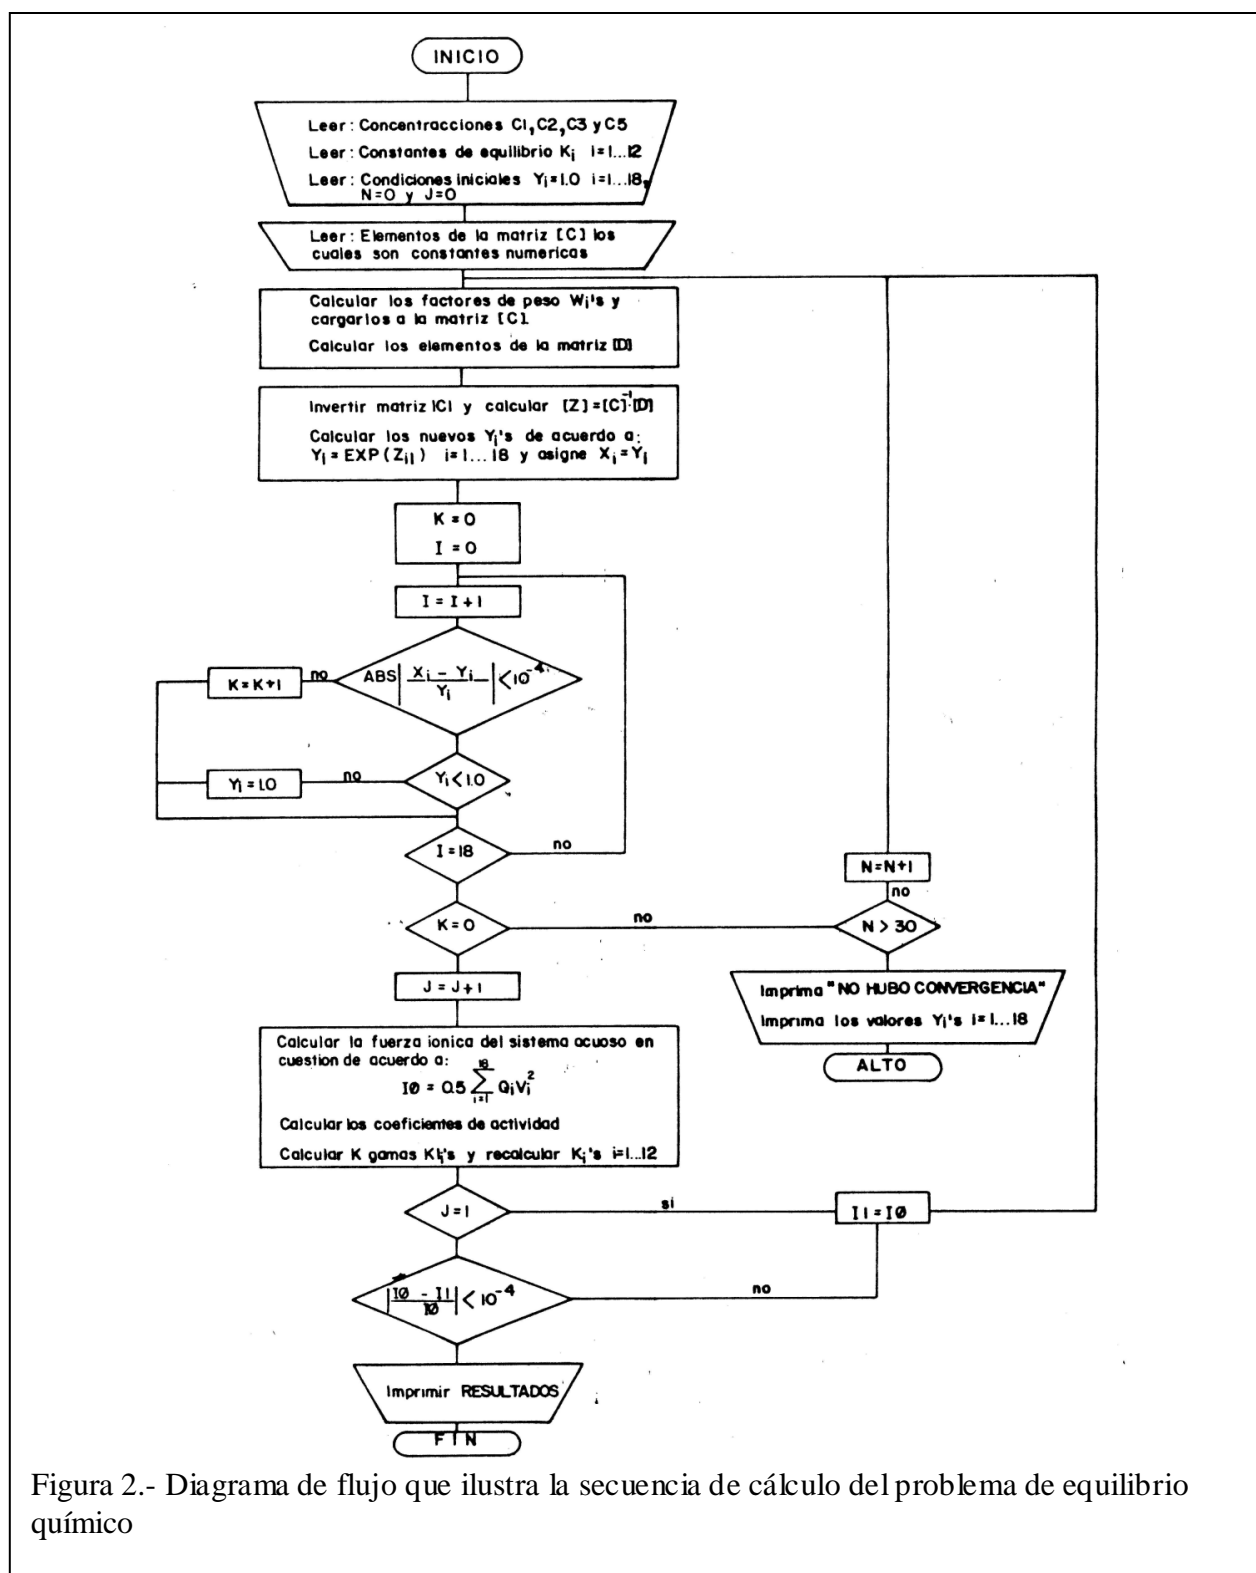 INICIO
Leer: Concentracciones C1, C2, C3 y C5
Leer: Constantes de equilibrio Ki i=1...12
Leer: Condiciones iniciales Yi=1.0 i=1...18,
N=0 y J=0
Leer: Elementos de la matriz [C] los
cuales son constantes numericas
Calcular los factores de peso Wi's y
cargarlos a la matriz [C].
Calcular los elementos de la matriz [D]
Invertir matriz [C] y calcular [Z]=[C]⁻¹·[D]
Calcular los nuevos Yi's de acuerdo a:
Yi = EXP(Zi1) i=1...18 y asigne Xi=Yi
K = 0
I = 0
I = I + 1
ABS| (Xi - Yi) / Yi | < 10⁻⁴
no
K=K+1
Yi < 1.0
no
Yi = 1.0
I = 18
no
K = 0
no
N > 30
no
N=N+1
Imprima "NO HUBO CONVERGENCIA"
Imprima los valores Yi's i=1...18
ALTO
J = J+1
Calcular la fuerza ionica del sistema acuoso en
cuestion de acuerdo a:
IØ = 0.5 Σ(i=1, 18) QiVi²
Calcular los coeficientes de actividad
Calcular K gamas K'i's y recalcular Ki's i=1...12
J=1
si
I1=IØ
| (IØ - I1) / IØ | < 10⁻⁴
no
Imprimir RESULTADOS
FIN
Figura 2.- Diagrama de flujo que ilustra la secuencia de cálculo del problema de equilibrio
químico